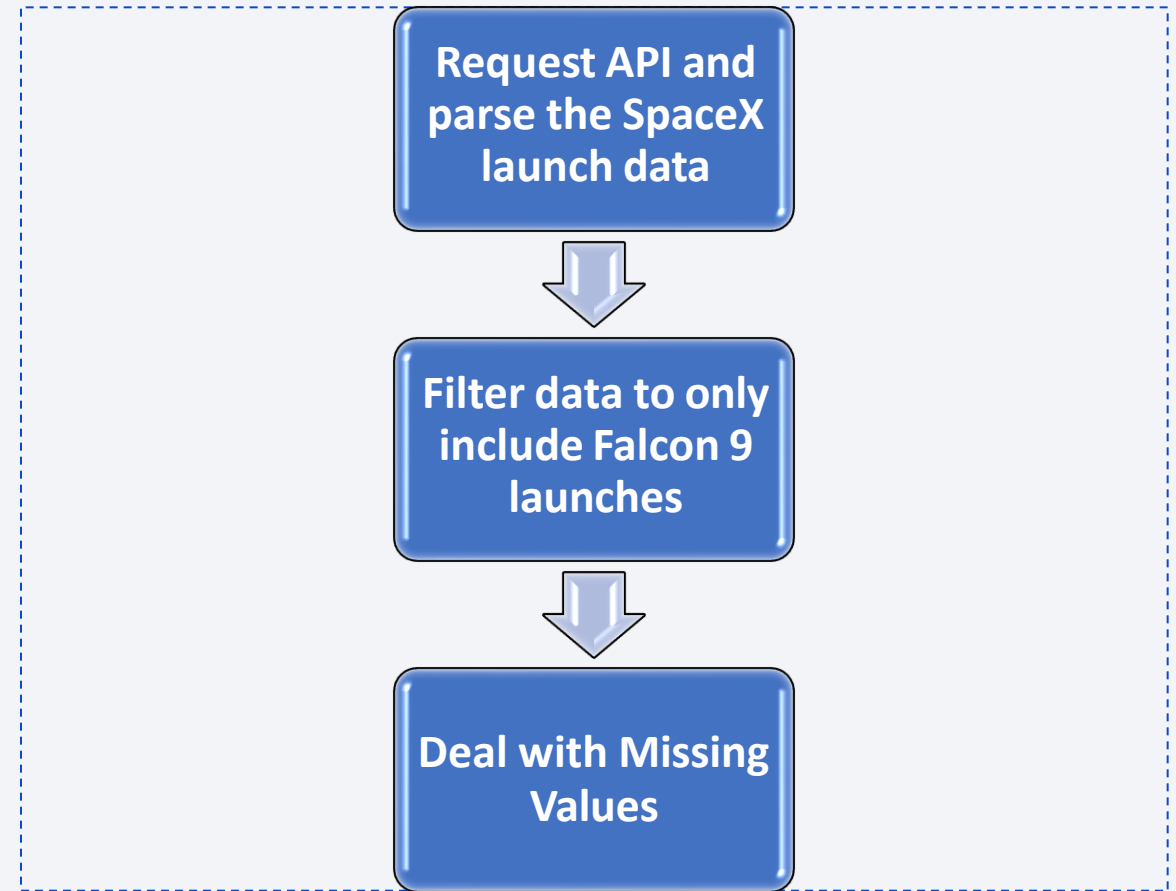 Request API and
parse the SpaceX
launch data
Filter data to only
include Falcon 9
launches
Deal with Missing
Values